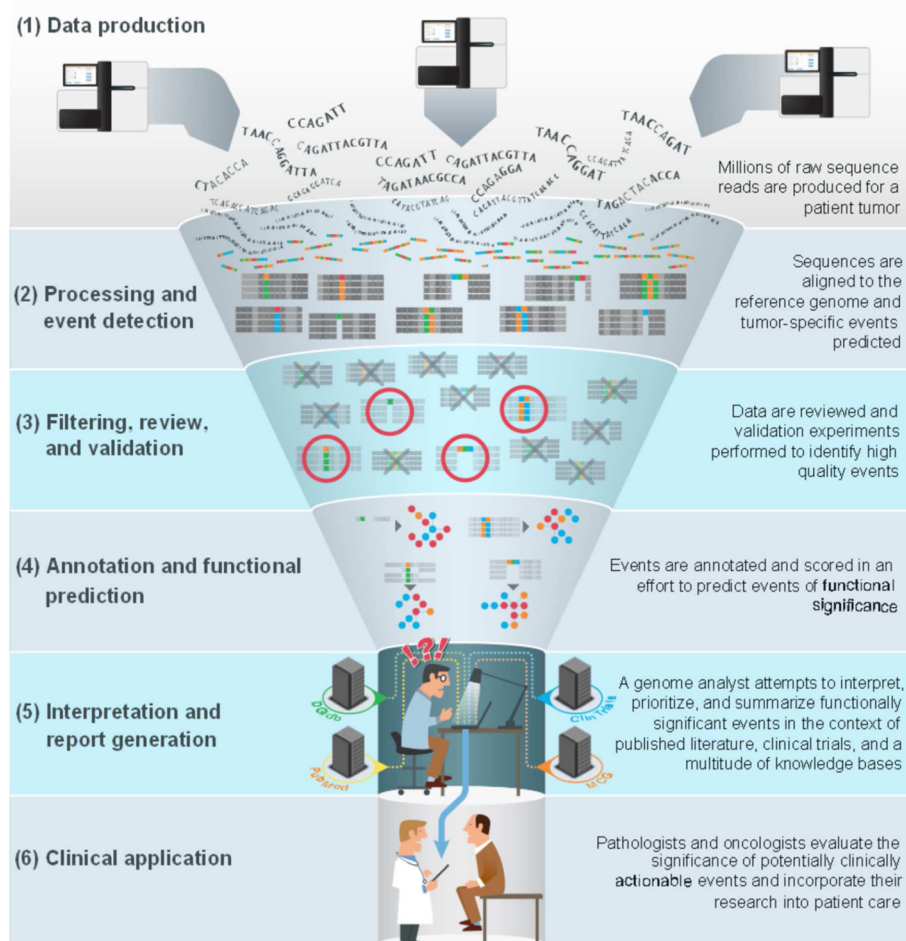 (1) Data production
CCAGATT
TAACCAGGATTA
CAGATTACGTTA
CTACACCA
CCAGATT
CAGATTACGTTA
TAGATAACGCCA
CCAGAGGA
TAACCAGGAT
TAACCAGAT
TAGACTACACCA
Millions of raw sequence
reads are produced for a
patient tumor
(2) Processing and
event detection
Sequences are
aligned to the
reference genome and
tumor-specific events
predicted
(3) Filtering, review,
and validation
Data are reviewed and
validation experiments
performed to identify high
quality events
(4) Annotation and functional
prediction
Events are annotated and scored in an
effort to predict events of functional
significance
!?!
(5) Interpretation and
report generation
DGIdb
PubMed
Clin Trials
MCG
A genome analyst attempts to interpret,
prioritize, and summarize functionally
significant events in the context of
published literature, clinical trials, and a
multitude of knowledge bases
(6) Clinical application
Pathologists and oncologists evaluate the
significance of potentially clinically
actionable events and incorporate their
research into patient care